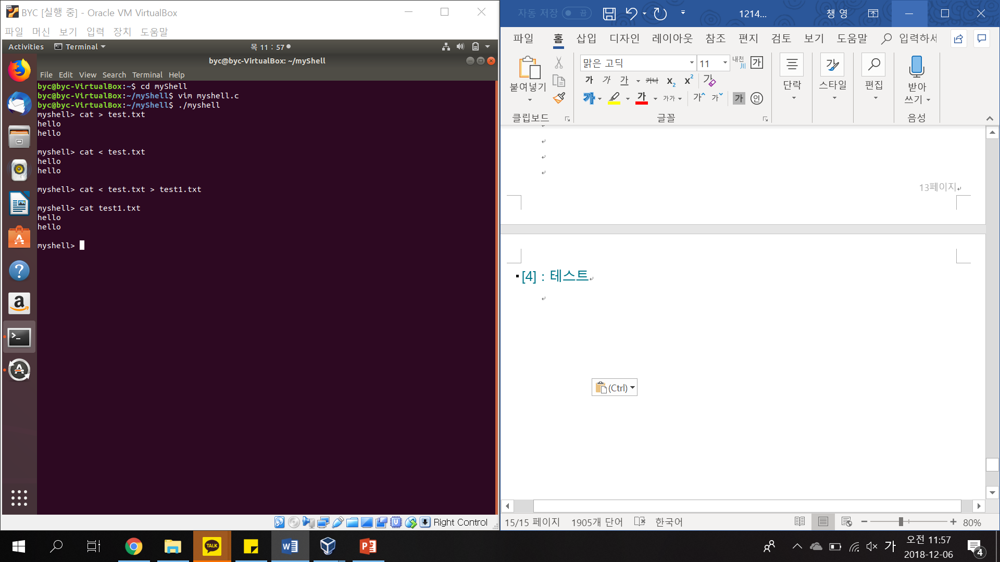 BYC [실행 중] - Oracle VM VirtualBox
파일 머신 보기 입력 장치 도움말
Activities Terminal 목 11 : 57
byc@byc-VirtualBox: ~/myShell
File Edit View Search Terminal Help
byc@byc-VirtualBox:~$ cd myShell
byc@byc-VirtualBox:~/myShell$ vim myshell.c
byc@byc-VirtualBox:~/myShell$ ./myshell
myshell> cat > test.txt
hello
hello
myshell> cat < test.txt
hello
hello
myshell> cat < test.txt > test1.txt
myshell> cat test1.txt
hello
hello
myshell>
Right Control
자동 저장 끔 1214... 챙 영
파일 홈 삽입 디자인 레이아웃 참조 편지 검토 보기 도움말 입력하세
붙여넣기
클립보드
맑은 고딕 11 내천 川 가
가 가 가 가나 x₂ x² 가
가 가 가가 가 가 가 인
글꼴
단락
스타일
편집
받아
쓰기
음성
13페이지
[4] : 테스트
(Ctrl)
15/15 페이지 1905개 단어 한국어 80%
TALK
가 오전 11:57
2018-12-06
4